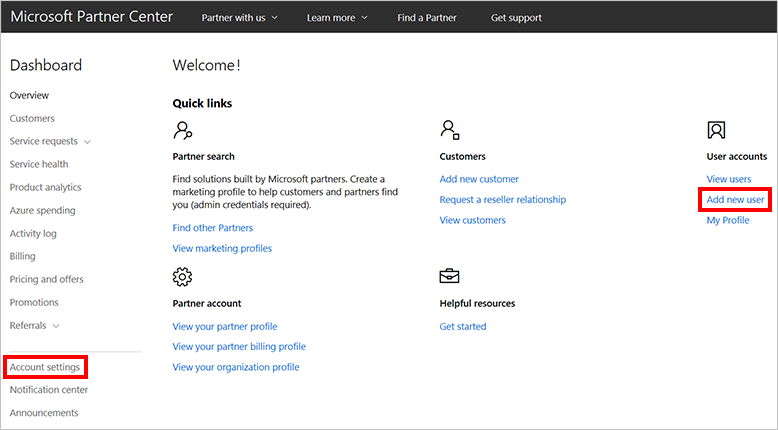 Microsoft Partner Center
Partner with us
Learn more
Find a Partner
Get support
Dashboard
Overview
Customers
Service requests
Service health
Product analytics
Azure spending
Activity log
Billing
Pricing and offers
Promotions
Referrals
Account settings
Notification center
Announcements
Welcome!
Quick links
Partner search
Find solutions built by Microsoft partners. Create a
marketing profile to help customers and partners find
you (admin credentials required).
Find other Partners
View marketing profiles
Customers
Add new customer
Request a reseller relationship
View customers
User accounts
View users
Add new user
My Profile
Partner account
View your partner profile
View your partner billing profile
View your organization profile
Helpful resources
Get started